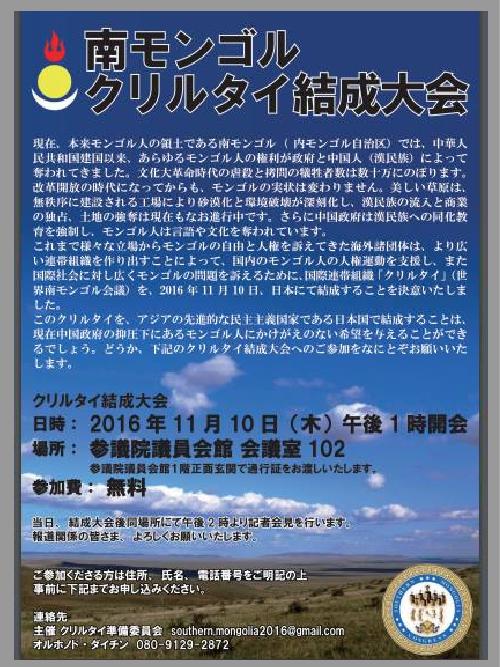 南モンゴル
クリルタイ結成大会
現在、本来モンゴル人の領土である南モンゴル（ 内モンゴル自治区）では、中華人
民共和国建国以来、あらゆるモンゴル人の権利が政府と中国人（漢民族）によって
奪われてきました。文化大革命時代の虐殺と拷問の犠牲者数は数十万にのぼります。
改革開放の時代になってからも、モンゴルの実状は変わりません。美しい草原は、
無秩序に建設される工場により砂漠化と環境破壊が深刻化し、漢民族の流入と商業
の独占、土地の強奪は現在もなお進行中です。さらに中国政府は漢民族への同化教
育を強制し、モンゴル人は言語や文化を奪われています。
これまで様々な立場からモンゴルの自由と人権を訴えてきた海外諸団体は、より広
い連帯組織を作り出すことによって、国内のモンゴル人の人権運動を支援し、また
国際社会に対し広くモンゴルの問題を訴えるために、国際連帯組織「クリルタイ」（世
界南モンゴル会議）を、2016 年 11 月 10 日、日本にて結成することを決意いたしま
した。
このクリルタイを、アジアの先進的な民主主義国家である日本国で結成することは、
現在中国政府の抑圧下にあるモンゴル人にかけがえのない希望を与えることができ
るでしょう。どうか、下記のクリルタイ結成大会へのご参加をなにとぞお願いいた
します。
クリルタイ結成大会
日時： 2016 年 11 月 10 日（木）午後 1 時開会
場所： 参議院議員会館 会議室 102
参議院議員会館１階正面玄関で通行証をお渡しいたします。
参加費： 無料
当日、 結成大会後同場所にて午後 2 時より記者会見を行います。
報道関係の皆さま、 よろしくお願いいたします。
ご参加くださる方は住所、 氏名、 電話番号をご明記の上
事前に下記までお申し込みください。
連絡先
主催 クリルタイ準備委員会 southern.mongolia2016@gmail.com
オルホノド・ダイチン 080-9129-2872